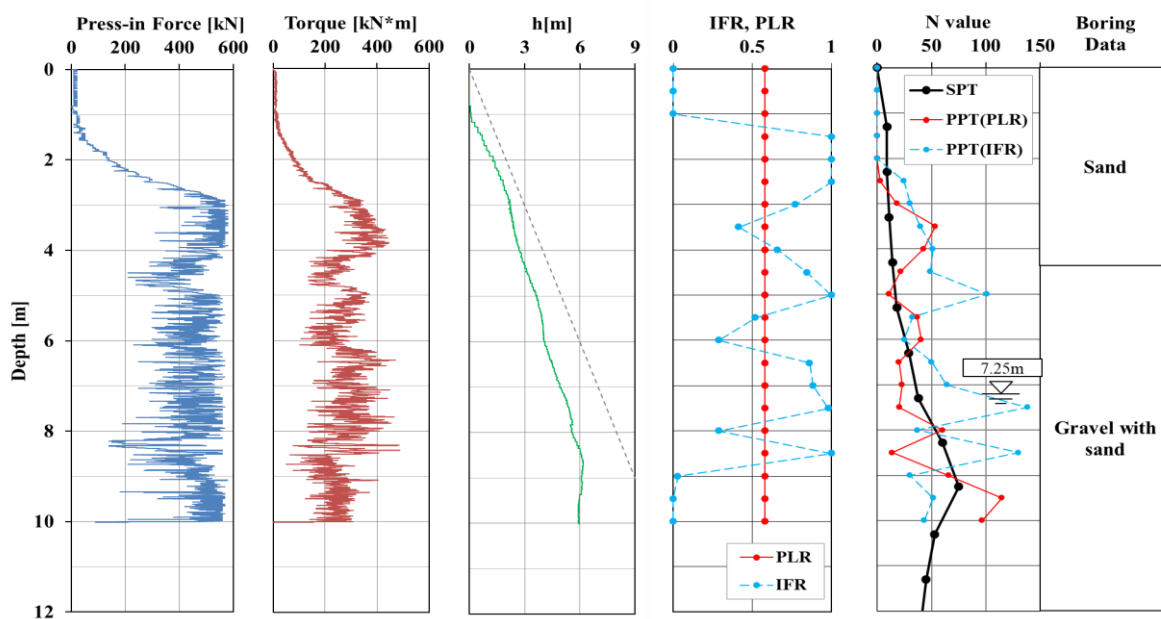 Press-in Force [kN]
0 200 400 600
Torque [kN*m]
0 200 400 600
h[m]
0 3 6 9
IFR, PLR
0 0.5 1
N value
0 50 100 150
Boring
Data
Depth [m]
0
2
4
6
8
10
12
SPT
PPT(PLR)
PPT(IFR)
Sand
7.25m
Gravel with
sand
PLR
IFR